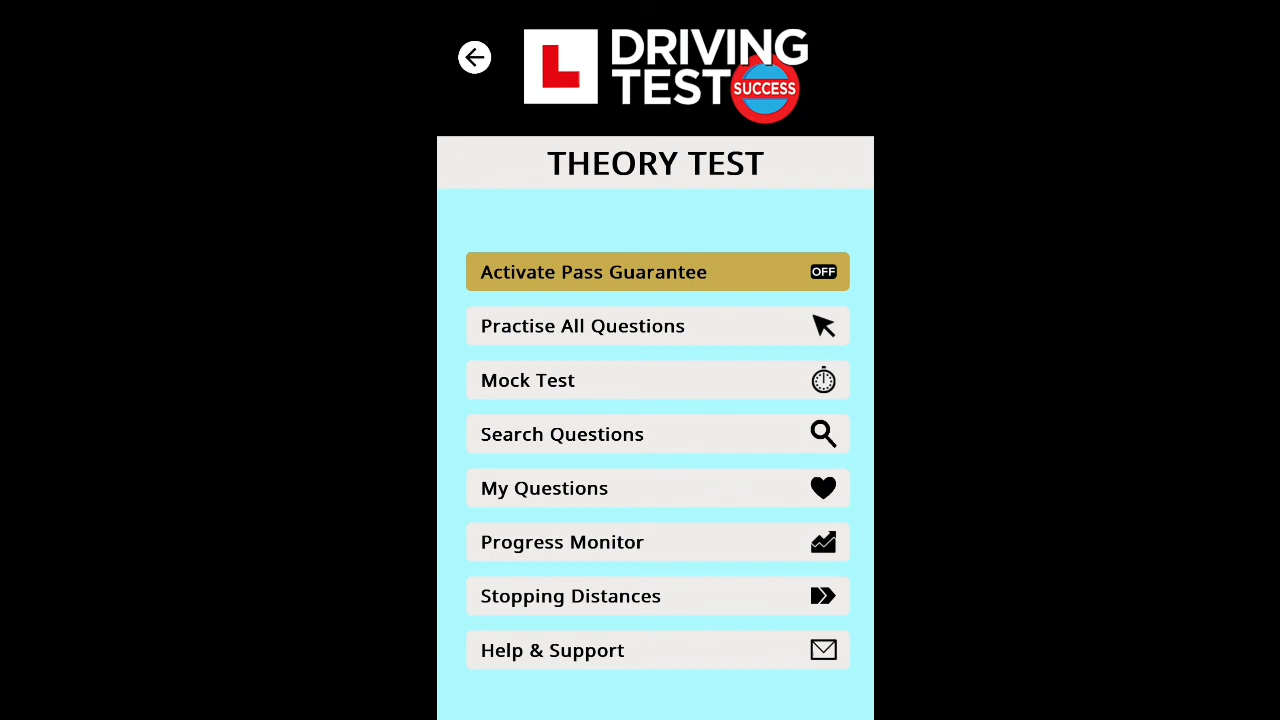 L
DRIVING
TEST
SUCCESS
THEORY TEST
Activate Pass Guarantee
OFF
Practise All Questions
Mock Test
Search Questions
My Questions
Progress Monitor
Stopping Distances
Help & Support